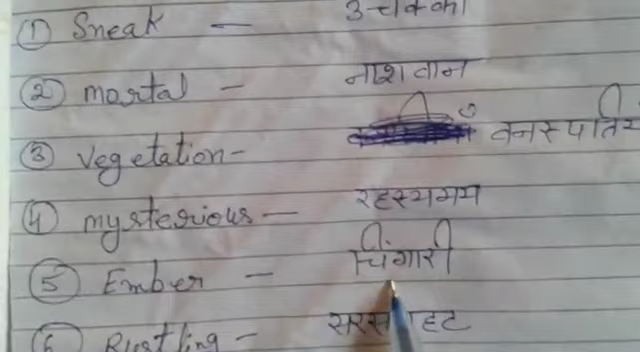 ① Sneak — उचक्का
② mortal — नाशवान
③ vegetation- वनस्पतिय
④ mysterious — रहस्यमय
⑤ Ember — चिंगारी
⑥ Rustling - सरसराहट